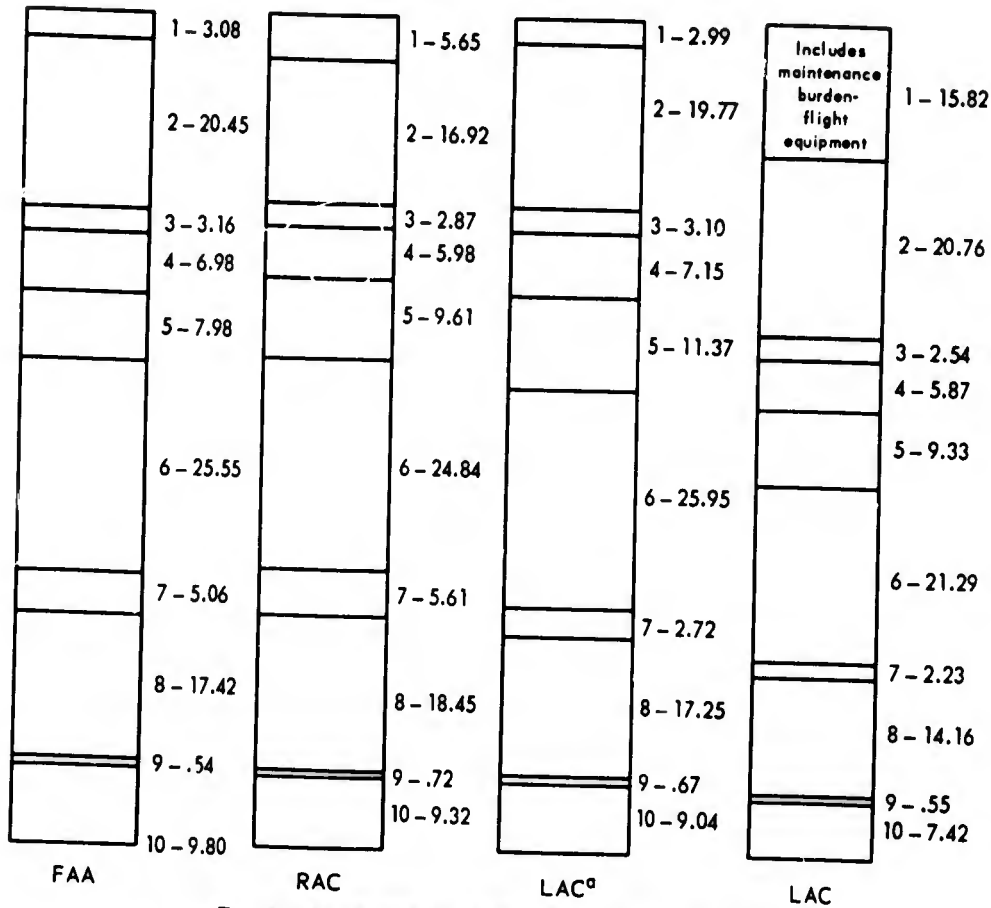 1 – 3.08
2 – 20.45
3 – 3.16
4 – 6.98
5 – 7.98
6 – 25.55
7 – 5.06
8 – 17.42
9 – .54
10 – 9.80
FAA
1 – 5.65
2 – 16.92
3 – 2.87
4 – 5.98
5 – 9.61
6 – 24.84
7 – 5.61
8 – 18.45
9 – .72
10 – 9.32
RAC
1 – 2.99
2 – 19.77
3 – 3.10
4 – 7.15
5 – 11.37
6 – 25.95
7 – 2.72
8 – 17.25
9 – .67
10 – 9.04
LACᵃ
Includes
maintenance
burden-
flight
equipment
1 – 15.82
2 – 20.76
3 – 2.54
4 – 5.87
5 – 9.33
6 – 21.29
7 – 2.23
8 – 14.16
9 – .55
10 – 7.42
LAC